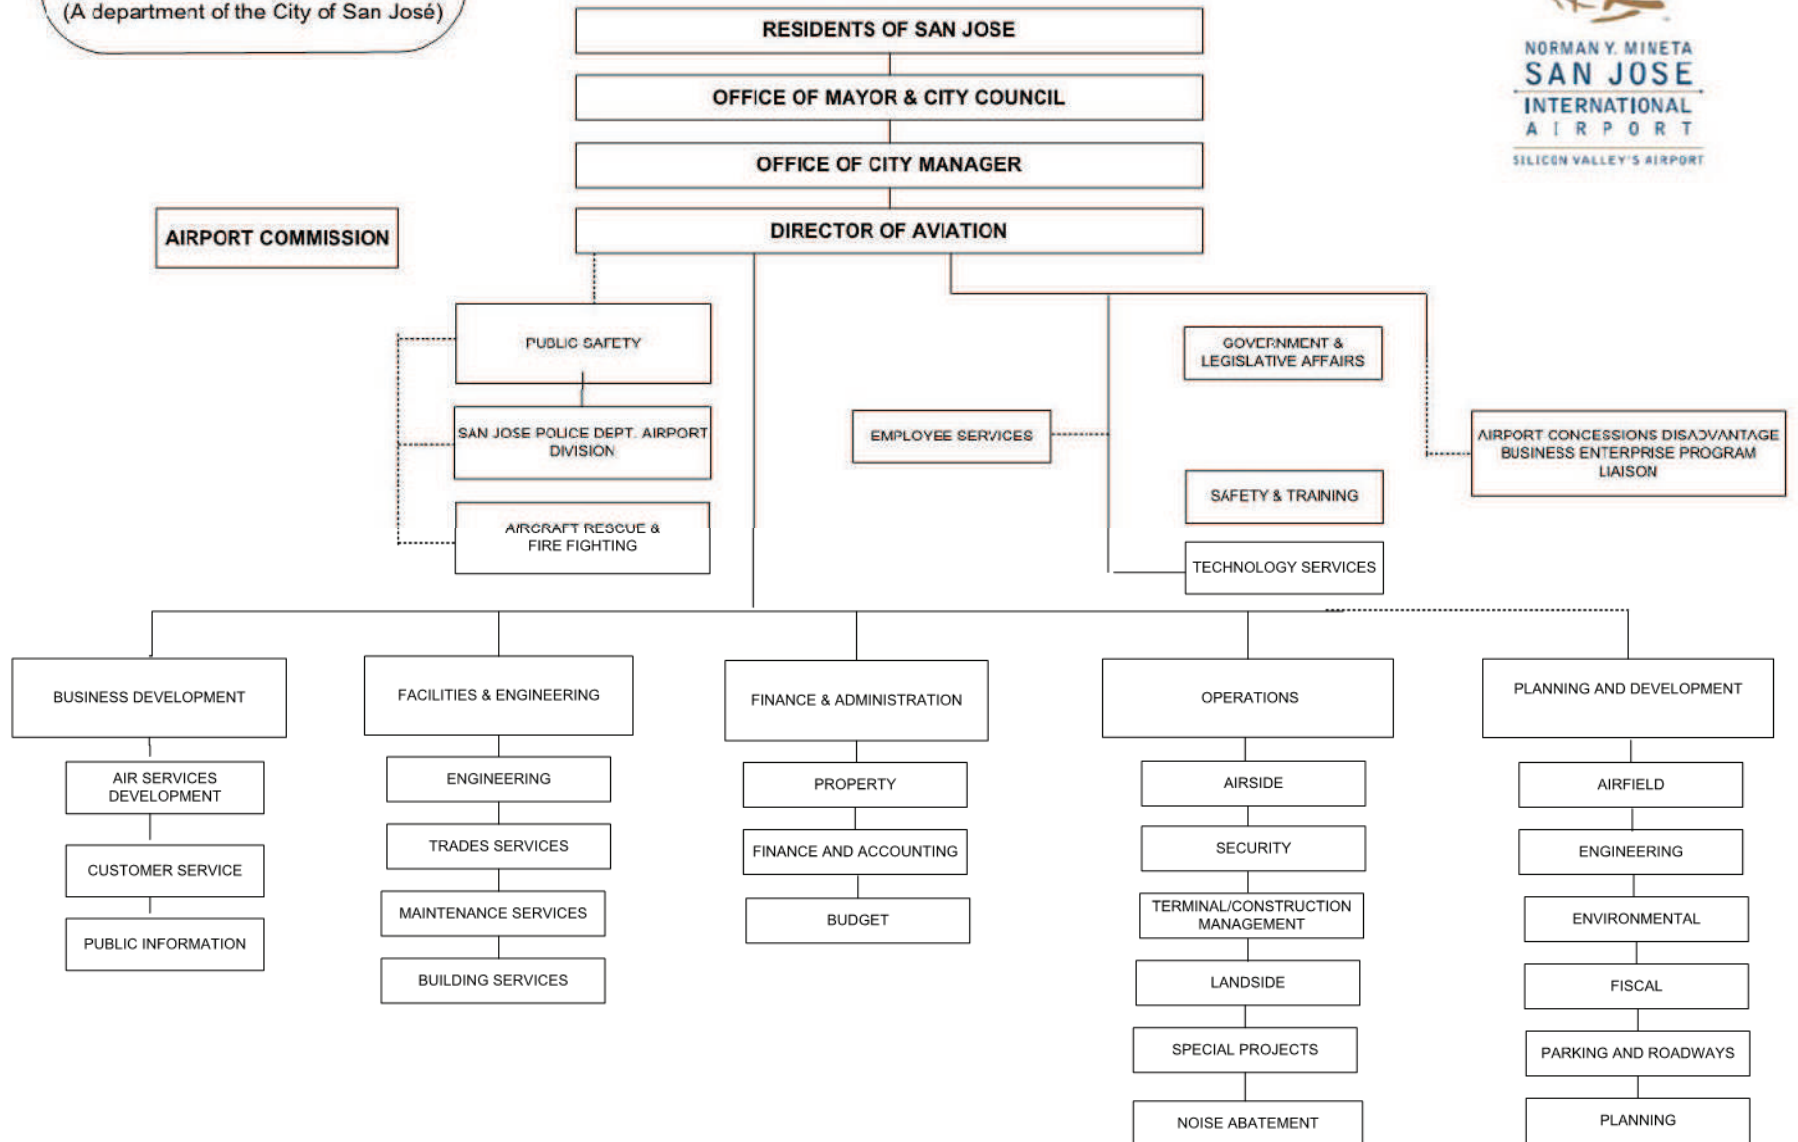 (A department of the City of San José)
RESIDENTS OF SAN JOSE
OFFICE OF MAYOR & CITY COUNCIL
OFFICE OF CITY MANAGER
DIRECTOR OF AVIATION
NORMAN Y. MINETA
SAN JOSE
INTERNATIONAL
AIRPORT
SILICON VALLEY'S AIRPORT
AIRPORT COMMISSION
PUBLIC SAFETY
SAN JOSE POLICE DEPT. AIRPORT
DIVISION
AIRCRAFT RESCUE &
FIRE FIGHTING
EMPLOYEE SERVICES
GOVERNMENT &
LEGISLATIVE AFFAIRS
SAFETY & TRAINING
TECHNOLOGY SERVICES
AIRPORT CONCESSIONS DISADVANTAGE
BUSINESS ENTERPRISE PROGRAM
LIAISON
BUSINESS DEVELOPMENT
AIR SERVICES
DEVELOPMENT
CUSTOMER SERVICE
PUBLIC INFORMATION
FACILITIES & ENGINEERING
ENGINEERING
TRADES SERVICES
MAINTENANCE SERVICES
BUILDING SERVICES
FINANCE & ADMINISTRATION
PROPERTY
FINANCE AND ACCOUNTING
BUDGET
OPERATIONS
AIRSIDE
SECURITY
TERMINAL/CONSTRUCTION
MANAGEMENT
LANDSIDE
SPECIAL PROJECTS
NOISE ABATEMENT
PLANNING AND DEVELOPMENT
AIRFIELD
ENGINEERING
ENVIRONMENTAL
FISCAL
PARKING AND ROADWAYS
PLANNING